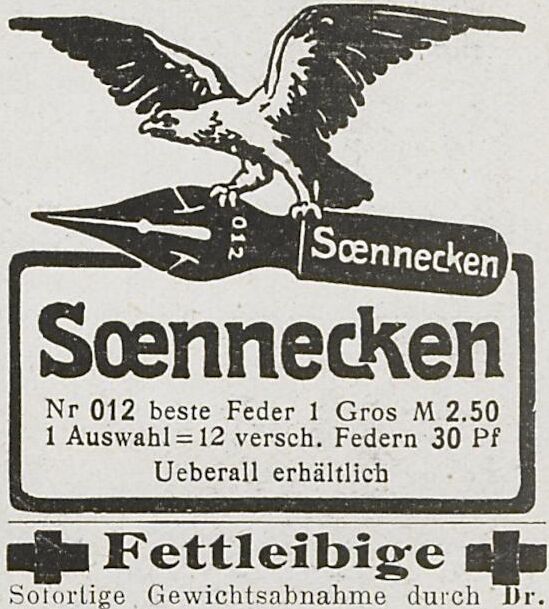 012
Sœnnecken
Sœnnecken
Nr 012 beste Feder 1 Gros M 2.50
1 Auswahl = 12 versch. Federn 30 Pf
Ueberall erhältlich
Fettleibige
Sofortige Gewichtsabnahme durch Dr.